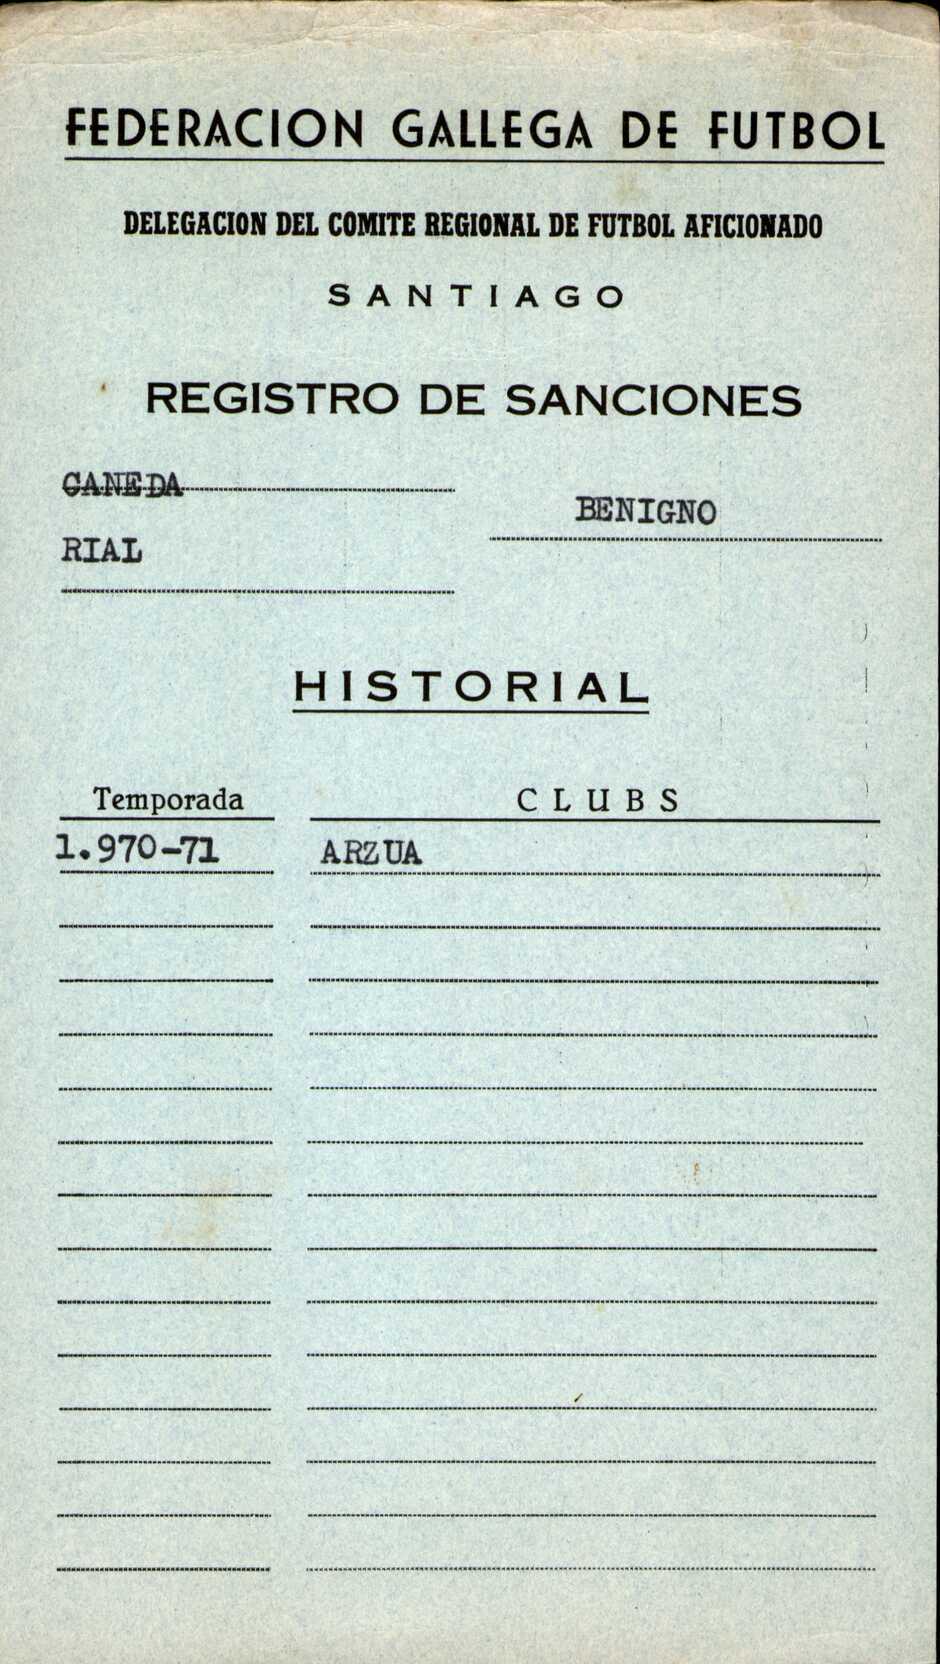 FEDERACION GALLEGA DE FUTBOL
DELEGACION DEL COMITE REGIONAL DE FUTBOL AFICIONADO
SANTIAGO
REGISTRO DE SANCIONES
CANEDA
BENIGNO
RIAL
HISTORIAL
Temporada CLUBS
1.970-71 ARZUA